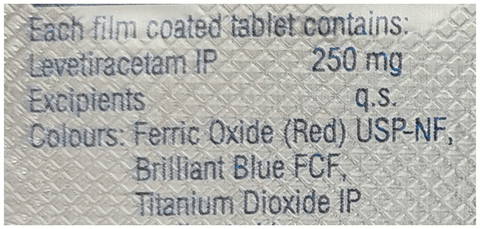 Each film coated tablet contains:
Levetiracetam IP 250 mg
Excipients q.s.
Colours: Ferric Oxide (Red) USP-NF,
Brilliant Blue FCF,
Titanium Dioxide IP